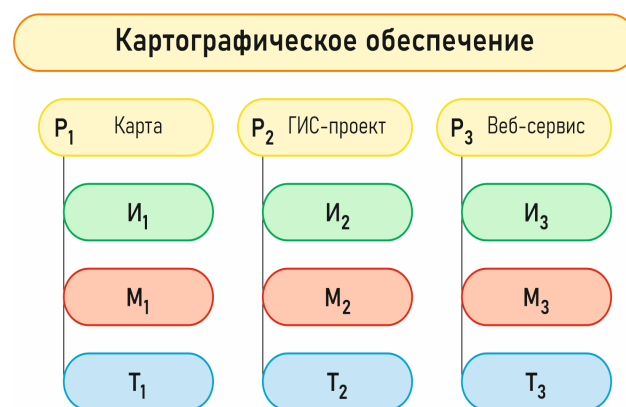 Картографическое обеспечение
Р₁ Карта Р₂ ГИС-проект Р₃ Веб-сервис
И₁ И₂ И₃
М₁ М₂ М₃
Т₁ Т₂ Т₃